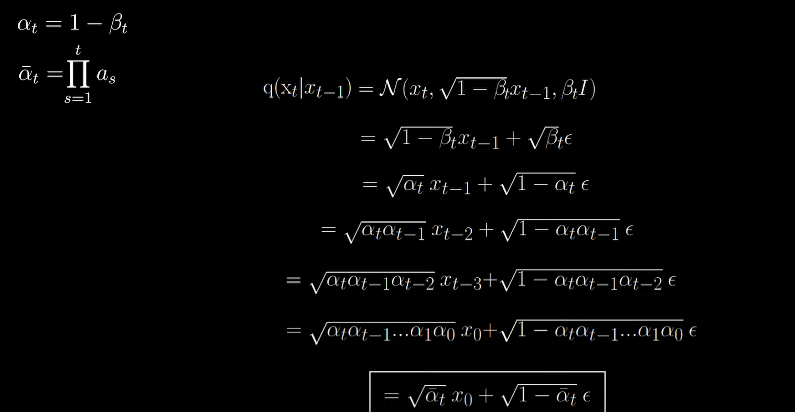 αₜ = 1 − βₜ
ᾱₜ = ∏ₛ₌₁ᵗ aₛ
q(xₜ|xₜ₋₁) = 𝒩(xₜ, √(1 − βₜ)xₜ₋₁, βₜI)
= √(1 − βₜ)xₜ₋₁ + √(βₜ)ϵ
= √(αₜ) xₜ₋₁ + √(1 − αₜ) ϵ
= √(αₜαₜ₋₁) xₜ₋₂ + √(1 − αₜαₜ₋₁) ϵ
= √(αₜαₜ₋₁αₜ₋₂) xₜ₋₃+√(1 − αₜαₜ₋₁αₜ₋₂) ϵ
= √(αₜαₜ₋₁...α₁α₀) x₀+√(1 − αₜαₜ₋₁...α₁α₀) ϵ
= √(ᾱₜ) x₀ + √(1 − ᾱₜ) ϵ